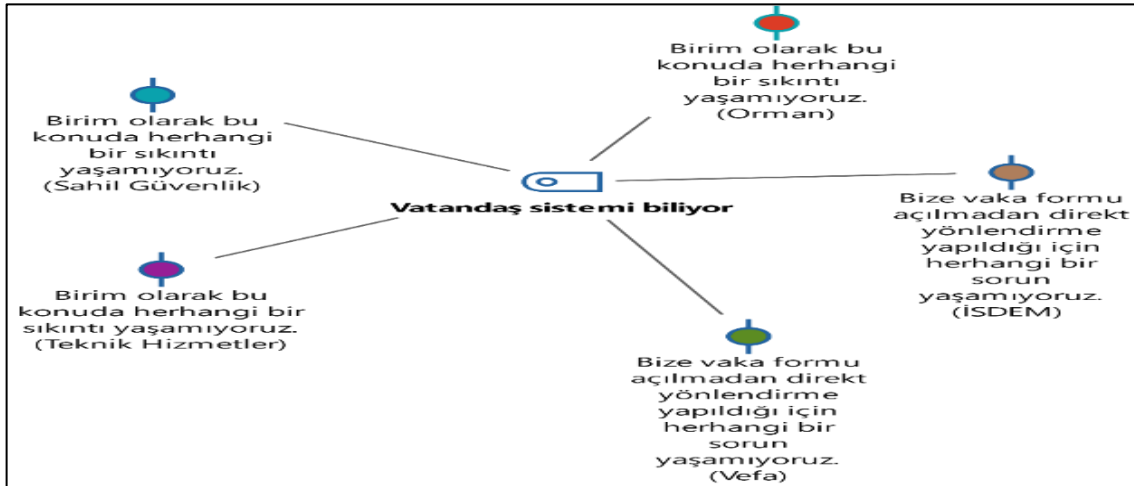 Birim olarak bu
konuda herhangi
bir sıkıntı
yaşamıyoruz.
(Orman)
Birim olarak bu
konuda herhangi
bir sıkıntı
yaşamıyoruz.
(Sahil Güvenlik)
Vatandaş sistemi biliyor
Bize vaka formu
açılmadan direkt
yönlendirme
yapıldığı için
herhangi bir
sorun
yaşamıyoruz.
(İSDEM)
Birim olarak bu
konuda herhangi bir
sıkıntı yaşamıyoruz.
(Teknik Hizmetler)
Bize vaka formu
açılmadan direkt
yönlendirme
yapıldığı için
herhangi bir
sorun
yaşamıyoruz.
(Vefa)